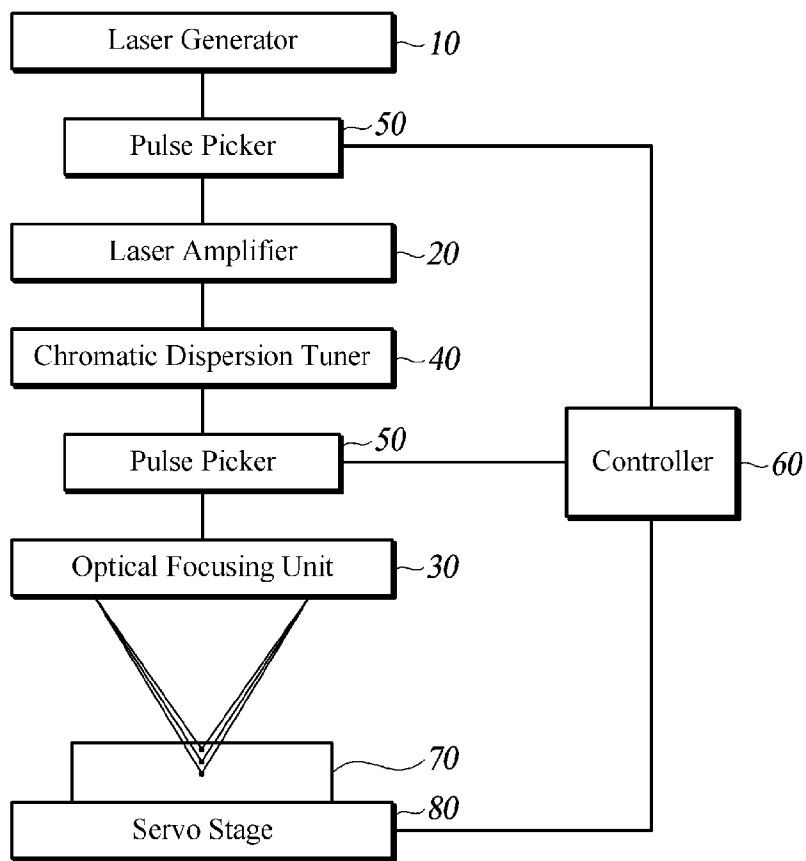 Laser Generator
10
Pulse Picker
50
Laser Amplifier
20
Chromatic Dispersion Tuner
40
Pulse Picker
50
Controller
60
Optical Focusing Unit
30
70
Servo Stage
80